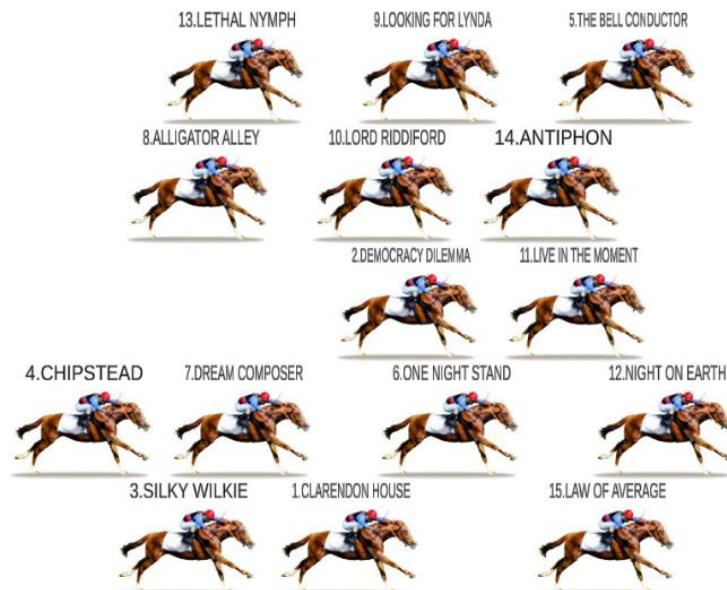 13.LETHAL NYMPH
9.LOOKING FOR LYNDA
5.THE BELL CONDUCTOR
8.ALLIGATOR ALLEY
10.LORD RIDDIFORD
14.ANTIPHON
2.DEMOCRACY DILEMMA
11.LIVE IN THE MOMENT
4.CHIPSTEAD
7.DREAM COMPOSER
6.ONE NIGHT STAND
12.NIGHT ON EARTH
3.SILKY WILKIE
1.CLARENDON HOUSE
15.LAW OF AVERAGE